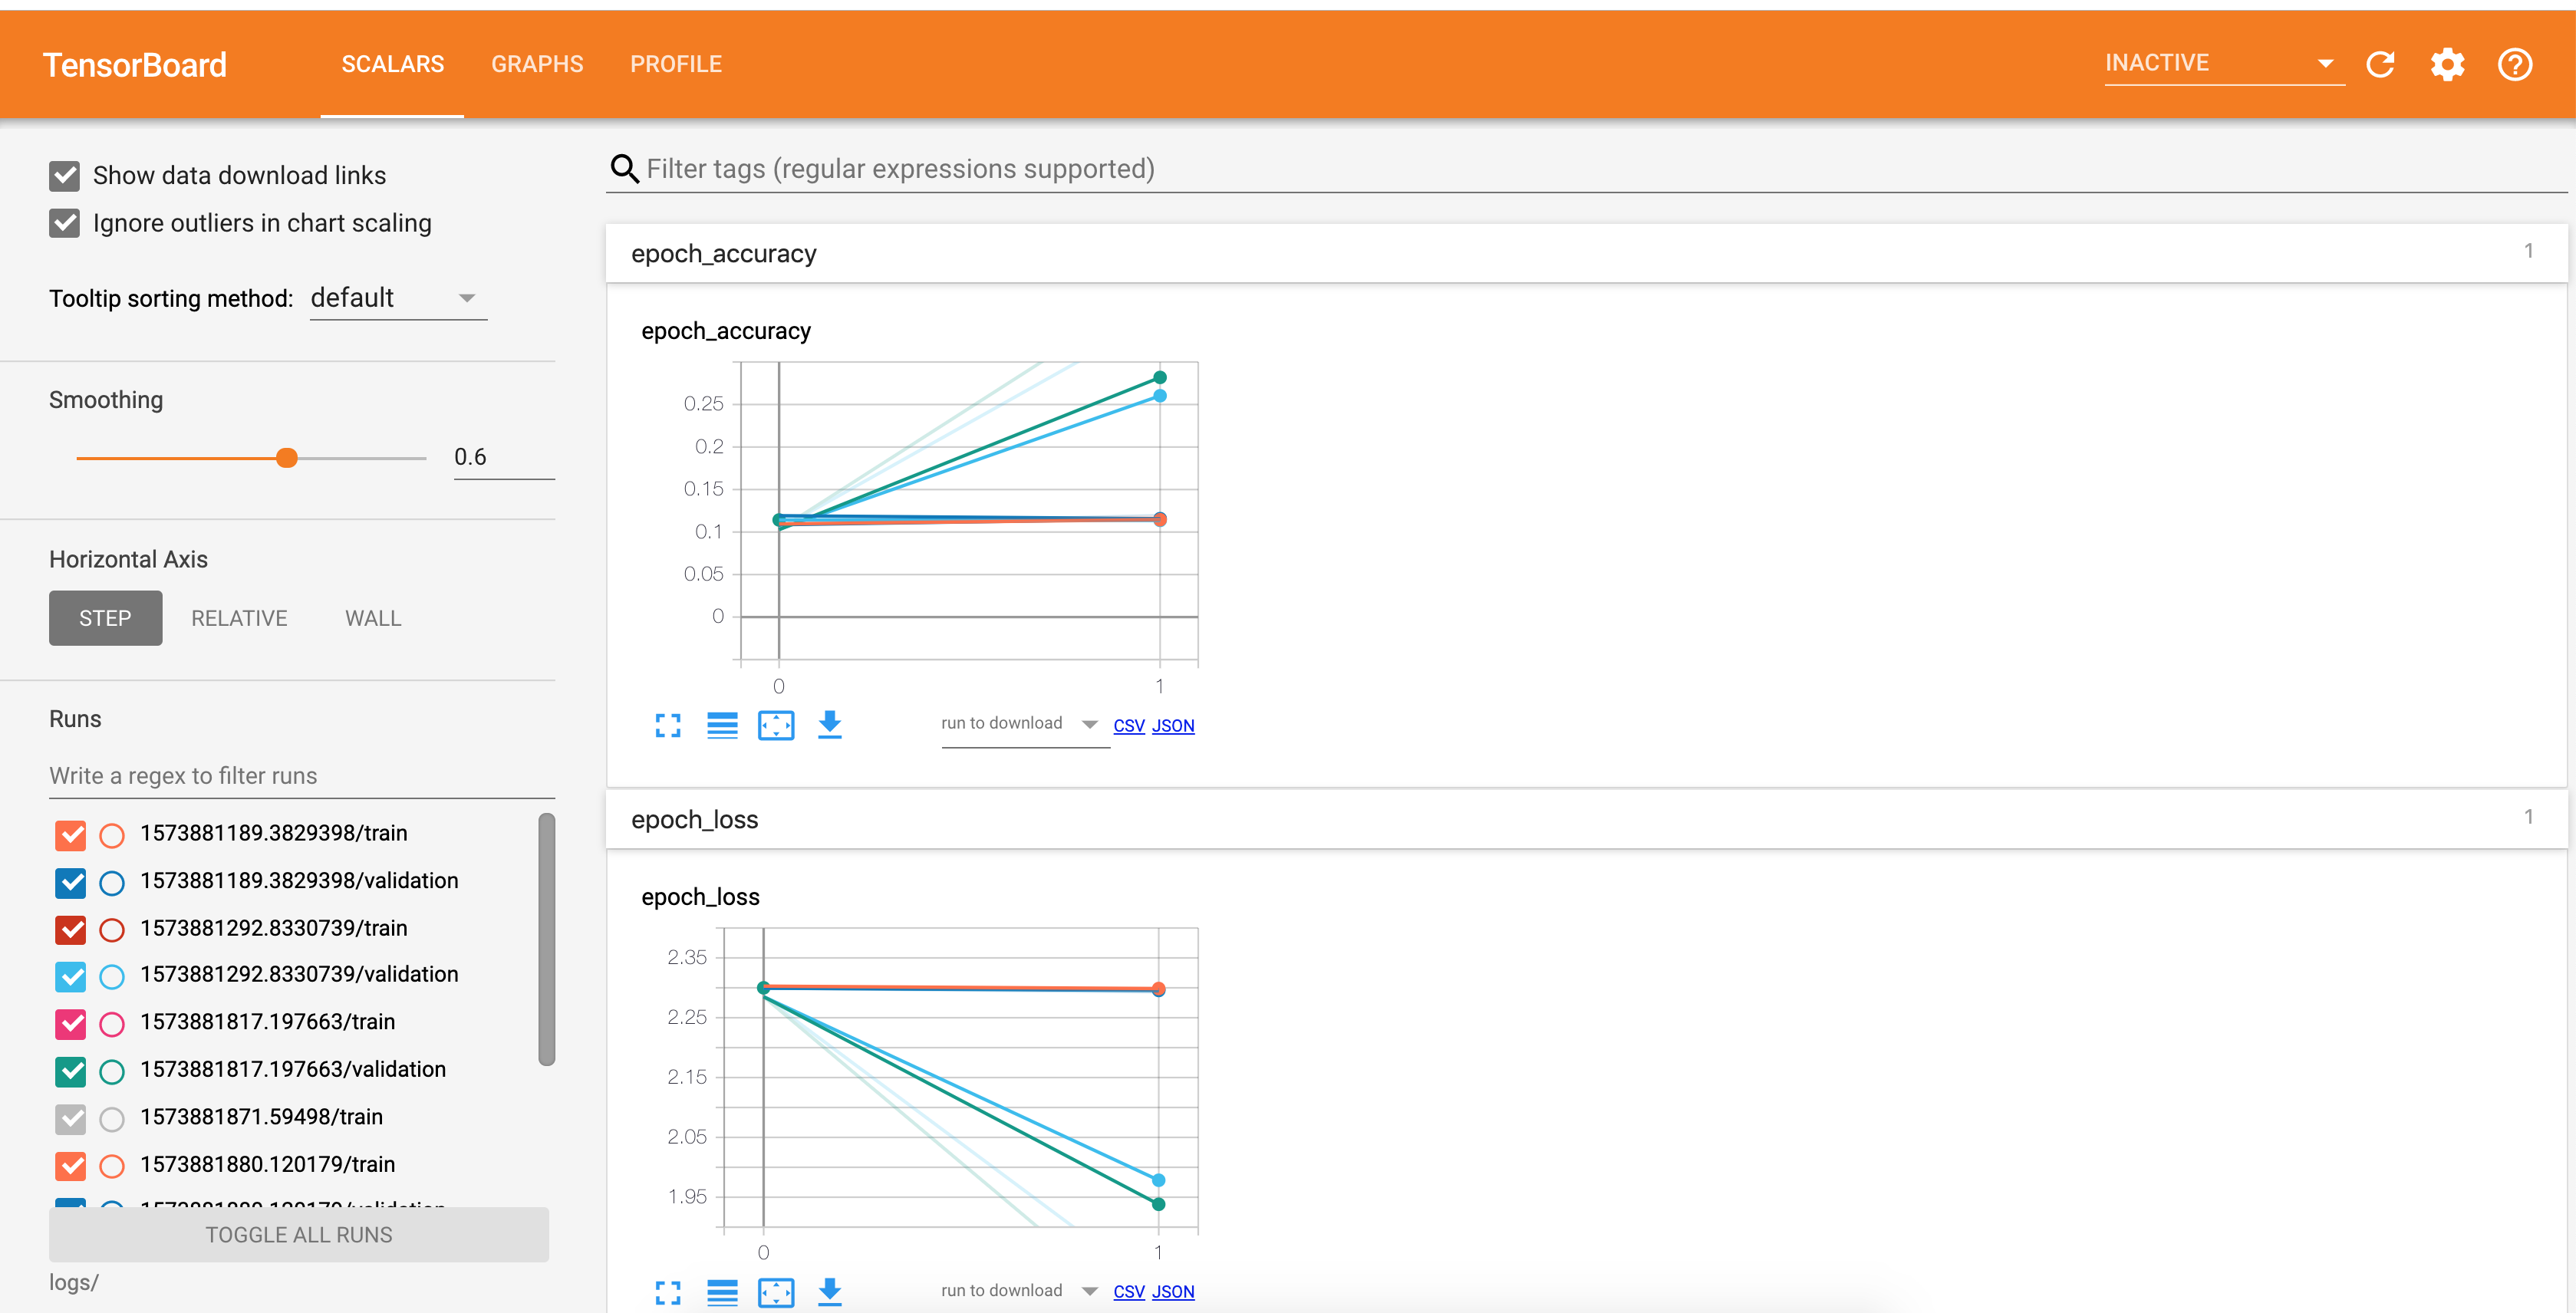 TensorBoard SCALARS GRAPHS PROFILE INACTIVE
Show data download links
Ignore outliers in chart scaling
Tooltip sorting method: default
Smoothing
0.6
Horizontal Axis
STEP RELATIVE WALL
Runs
Write a regex to filter runs
1573881189.3829398/train
1573881189.3829398/validation
1573881292.8330739/train
1573881292.8330739/validation
1573881817.197663/train
1573881817.197663/validation
1573881871.59498/train
1573881880.120179/train
TOGGLE ALL RUNS
logs/
Filter tags (regular expressions supported)
epoch_accuracy 1
epoch_accuracy
0.25
0.2
0.15
0.1
0.05
0
0 1
run to download CSV JSON
epoch_loss 1
epoch_loss
2.35
2.25
2.15
2.05
1.95
0 1
run to download CSV JSON